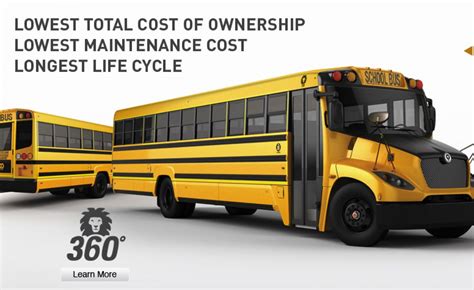 LOWEST TOTAL COST OF OWNERSHIP
LOWEST MAINTENANCE COST
LONGEST LIFE CYCLE
SCHOOL BUS
BUS
360°
Learn More